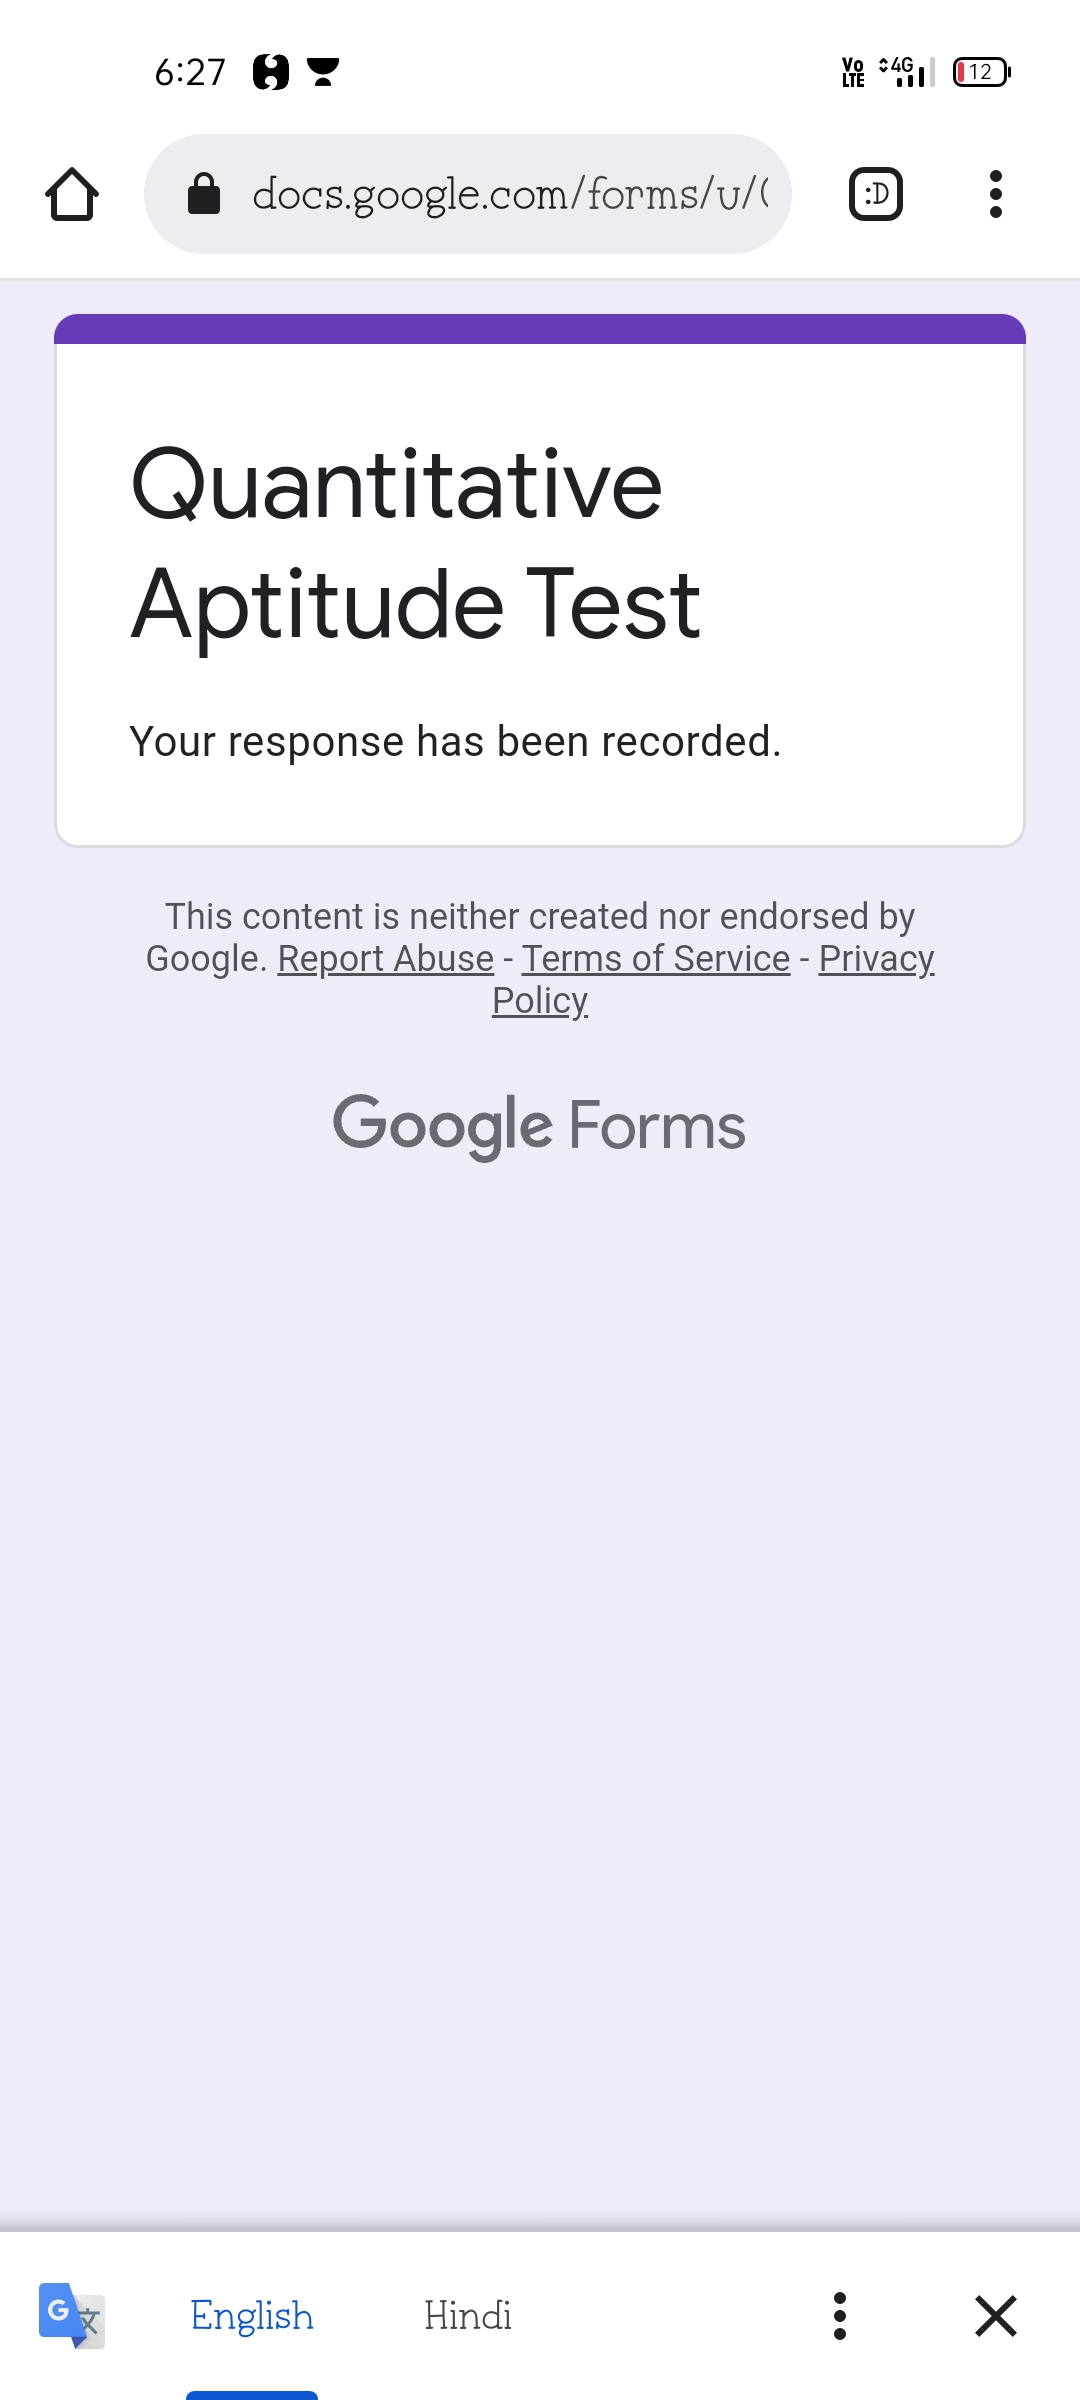 6:27
Vo LTE 4G 12
docs.google.com/forms/u/
:D
Quantitative
Aptitude Test
Your response has been recorded.
This content is neither created nor endorsed by
Google. Report Abuse - Terms of Service - Privacy
Policy
Google Forms
English Hindi